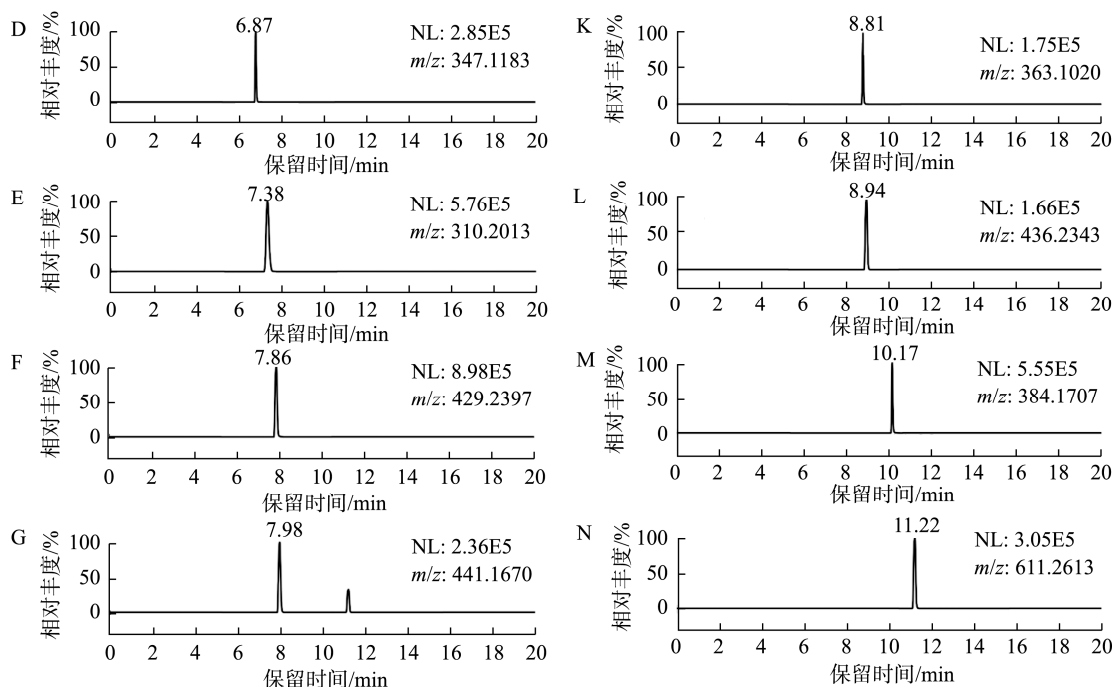 D
相对丰度/%
100
50
0
6.87
NL: 2.85E5
m/z: 347.1183
0 2 4 6 8 10 12 14 16 18 20
保留时间/min
E
相对丰度/%
100
50
0
7.38
NL: 5.76E5
m/z: 310.2013
0 2 4 6 8 10 12 14 16 18 20
保留时间/min
F
相对丰度/%
100
50
0
7.86
NL: 8.98E5
m/z: 429.2397
0 2 4 6 8 10 12 14 16 18 20
保留时间/min
G
相对丰度/%
100
50
0
7.98
NL: 2.36E5
m/z: 441.1670
0 2 4 6 8 10 12 14 16 18 20
保留时间/min
K
相对丰度/%
100
50
0
8.81
NL: 1.75E5
m/z: 363.1020
0 2 4 6 8 10 12 14 16 18 20
保留时间/min
L
相对丰度/%
100
50
0
8.94
NL: 1.66E5
m/z: 436.2343
0 2 4 6 8 10 12 14 16 18 20
保留时间/min
M
相对丰度/%
100
50
0
10.17
NL: 5.55E5
m/z: 384.1707
0 2 4 6 8 10 12 14 16 18 20
保留时间/min
N
相对丰度/%
100
50
0
11.22
NL: 3.05E5
m/z: 611.2613
0 2 4 6 8 10 12 14 16 18 20
保留时间/min